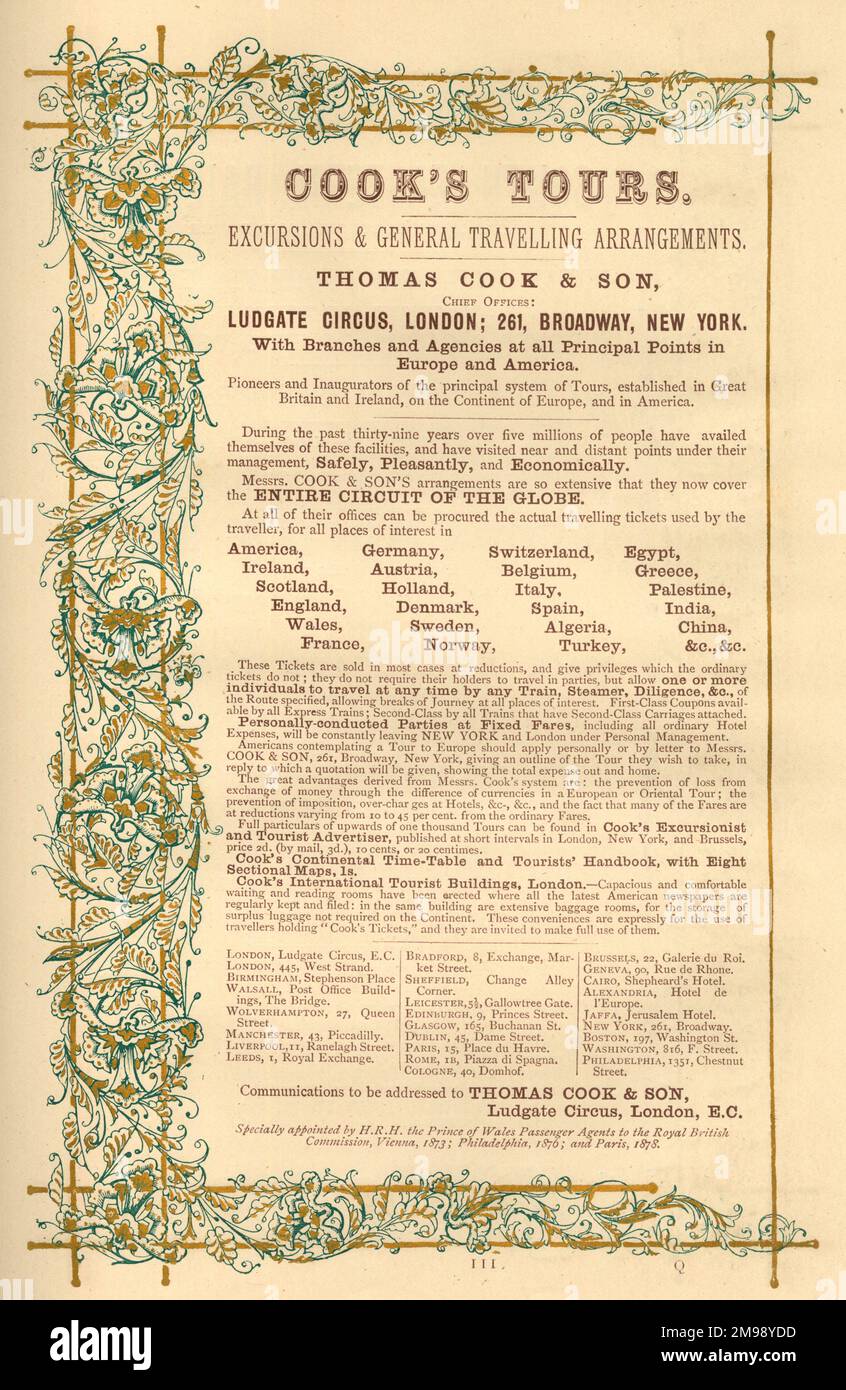 COOK'S TOURS.
EXCURSIONS & GENERAL TRAVELLING ARRANGEMENTS.
THOMAS COOK & SON,
CHIEF OFFICES:
LUDGATE CIRCUS, LONDON; 261, BROADWAY, NEW YORK.
With Branches and Agencies at all Principal Points in
Europe and America.
Pioneers and Inaugurators of the principal system of Tours, established in Great
Britain and Ireland, on the Continent of Europe, and in America.
During the past thirty-nine years over five millions of people have availed
themselves of these facilities, and have visited near and distant points under their
management, Safely, Pleasantly, and Economically.
Messrs. COOK & SON'S arrangements are so extensive that they now cover
the ENTIRE CIRCUIT OF THE GLOBE.
At all of their offices can be procured the actual travelling tickets used by the
traveller, for all places of interest in
America, Germany, Switzerland, Egypt,
Ireland, Austria, Belgium, Greece,
Scotland, Holland, Italy, Palestine,
England, Denmark, Spain, India,
Wales, Sweden, Algeria, China,
France, Norway, Turkey, &c., &c.
These Tickets are sold in most cases at reductions, and give privileges which the ordinary
tickets do not; they do not require their holders to travel in parties, but allow one or more
individuals to travel at any time by any Train, Steamer, Diligence, &c., of
the Route specified, allowing breaks of Journey at all places of interest. First-Class Coupons avail-
able by all Express Trains; Second-Class by all Trains that have Second-Class Carriages attached.
Personally-conducted Parties at Fixed Fares, including all ordinary Hotel
Expenses, will be constantly leaving NEW YORK and London under Personal Management.
Americans contemplating a Tour to Europe should apply personally or by letter to Messrs.
COOK & SON, 261, Broadway, New York, giving an outline of the Tour they wish to take, in
reply to which a quotation will be given, showing the total expense out and home.
The great advantages derived from Messrs. Cook's system are: the prevention of loss from
exchange of money through the difference of currencies in a European or Oriental Tour; the
prevention of imposition, over-char ges at Hotels, &c., &c., and the fact that many of the Fares are
at reductions varying from 10 to 45 per cent. from the ordinary Fares.
Full particulars of upwards of one thousand Tours can be found in Cook's Excursionist
and Tourist Advertiser, published at short intervals in London, New York, and Brussels,
price 2d. (by mail, 3d.), 10 cents, or 20 centimes.
Cook's Continental Time-Table and Tourists' Handbook, with Eight
Sectional Maps, 1s.
Cook's International Tourist Buildings, London.—Capacious and comfortable
waiting and reading rooms have been erected where all the latest American newspapers are
regularly kept and filed: in the same building are extensive baggage rooms, for the storage of
surplus luggage not required on the Continent. These conveniences are expressly for the use of
travellers holding "Cook's Tickets," and they are invited to make full use of them.
LONDON, Ludgate Circus, E.C.
LONDON, 445, West Strand.
BIRMINGHAM, Stephenson Place
WALSALL, Post Office Build-
ings, The Bridge.
WOLVERHAMPTON, 27, Queen
Street.
MANCHESTER, 43, Piccadilly.
LIVERPOOL, 11, Ranelagh Street.
LEEDS, 1, Royal Exchange.
BRADFORD, 8, Exchange, Mar-
ket Street.
SHEFFIELD, Change Alley
Corner.
LEICESTER, 5½, Gallowtree Gate.
EDINBURGH, 9, Princes Street.
GLASGOW, 165, Buchanan St.
DUBLIN, 45, Dame Street.
PARIS, 15, Place du Havre.
ROME, 1B, Piazza di Spagna.
COLOGNE, 40, Domhof.
BRUSSELS, 22, Galerie du Roi.
GENEVA, 90, Rue de Rhone.
CAIRO, Shepheard's Hotel.
ALEXANDRIA, Hotel de
l'Europe.
JAFFA, Jerusalem Hotel.
NEW YORK, 261, Broadway.
BOSTON, 197, Washington St.
WASHINGTON, 816, F. Street.
PHILADELPHIA, 1351, Chestnut
Street.
Communications to be addressed to THOMAS COOK & SON,
Ludgate Circus, London, E.C.
Specially appointed by H.R.H. the Prince of Wales Passenger Agents to the Royal British
Commission, Vienna, 1873; Philadelphia, 1876; and Paris, 1878.
III.
Q
alamy
Image ID: 2M98YDD
www.alamy.com